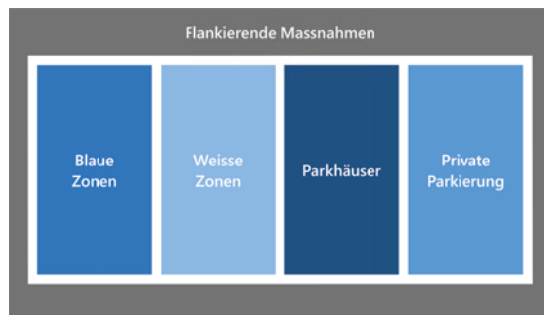 Flankierende Massnahmen
Blaue
Zonen
Weisse
Zonen
Parkhäuser
Private
Parkierung